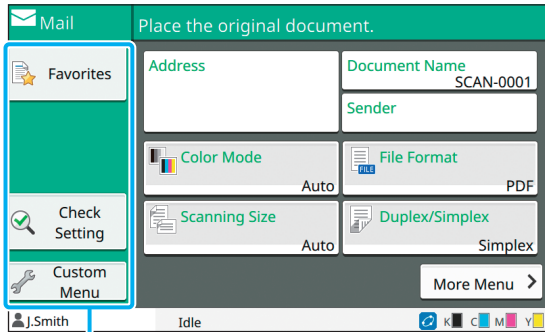 Mail
Place the original document.
Favorites
Check
Setting
Custom
Menu
Address
Document Name
SCAN-0001
Sender
Color Mode
Auto
File Format
FILE
PDF
Scanning Size
Auto
Duplex/Simplex
Simplex
More Menu
J.Smith
Idle
K C M Y